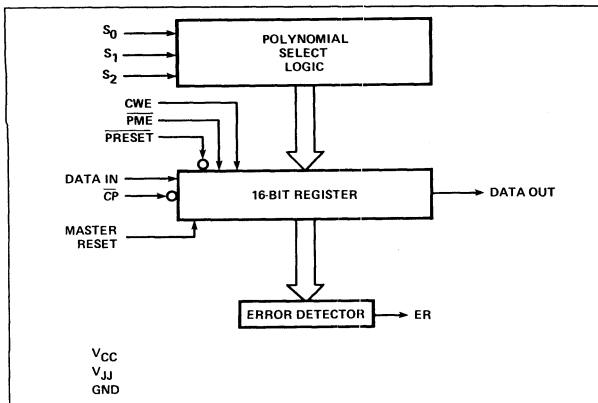 S0
S1
S2
POLYNOMIAL
SELECT
LOGIC
CWE
PME
PRESET
DATA IN
CP
MASTER
RESET
16-BIT REGISTER
DATA OUT
ERROR DETECTOR
ER
VCC
VJJ
GND